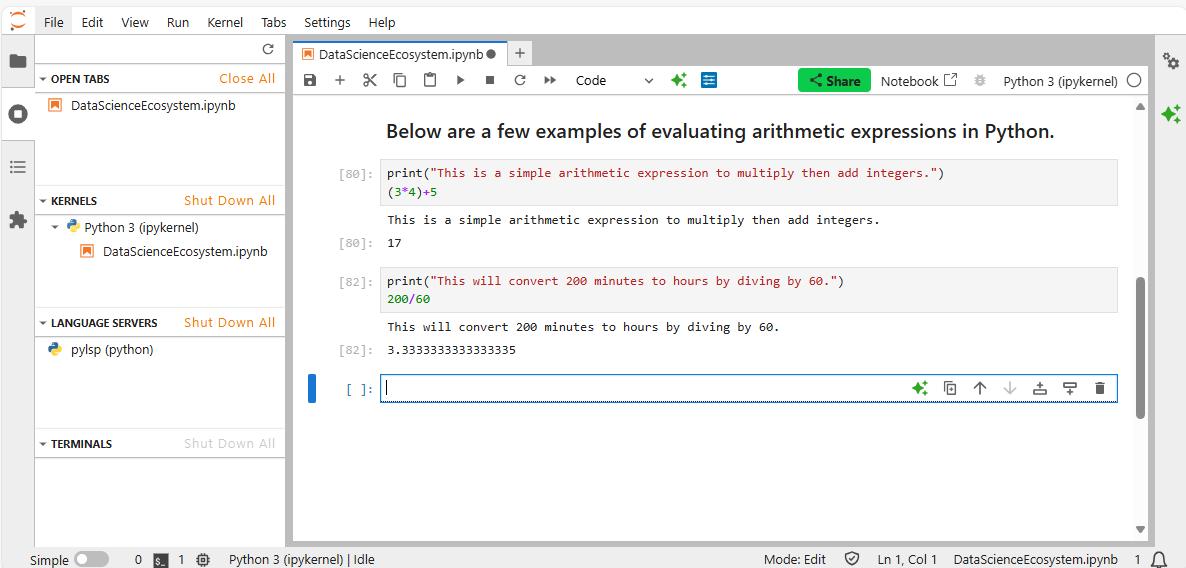 File Edit View Run Kernel Tabs Settings Help
OPEN TABS Close All
DataScienceEcosystem.ipynb
KERNELS Shut Down All
Python 3 (ipykernel)
DataScienceEcosystem.ipynb
LANGUAGE SERVERS Shut Down All
pylsp (python)
TERMINALS Shut Down All
DataScienceEcosystem.ipynb
Code Share Notebook Python 3 (ipykernel)
Below are a few examples of evaluating arithmetic expressions in Python.
[80]: print("This is a simple arithmetic expression to multiply then add integers.")
(3*4)+5
This is a simple arithmetic expression to multiply then add integers.
[80]: 17
[82]: print("This will convert 200 minutes to hours by diving by 60.")
200/60
This will convert 200 minutes to hours by diving by 60.
[82]: 3.3333333333333335
[ ]:
Simple 0 $_ 1 Python 3 (ipykernel) | Idle Mode: Edit Ln 1, Col 1 DataScienceEcosystem.ipynb 1